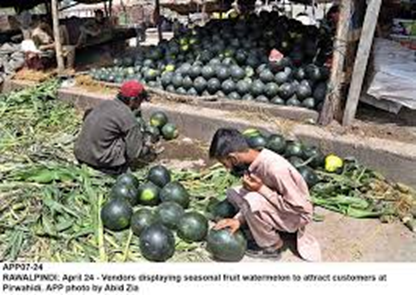 APP07-24
RAWALPINDI: April 24 - Vendors displaying seasonal fruit watermelon to attract customers at
Pirwahdi. APP photo by Abid Zia